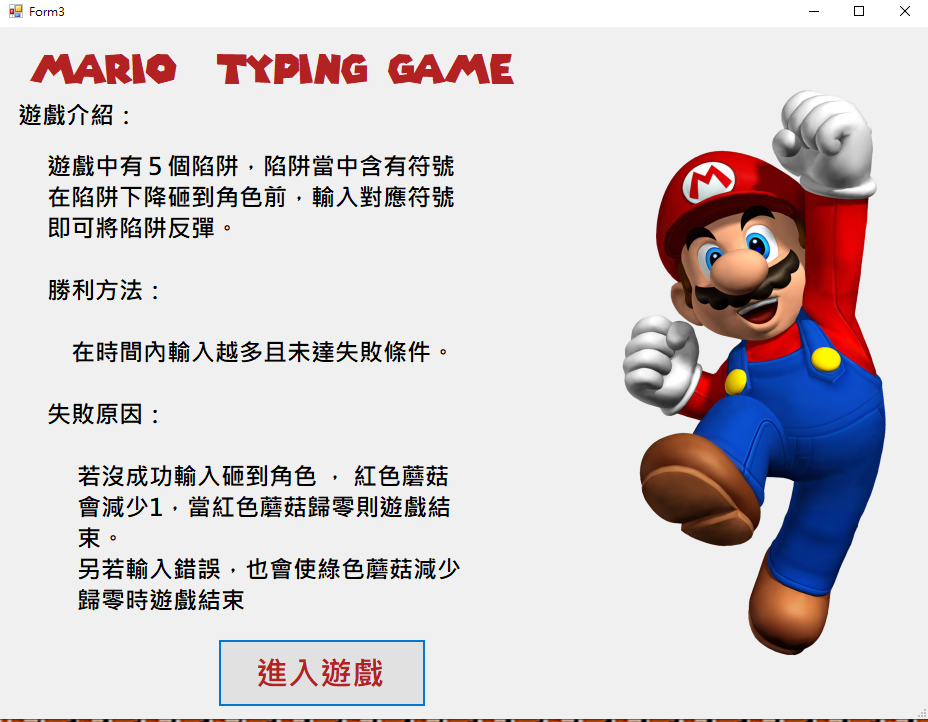 Form3
MARIO TYPING GAME
遊戲介紹：
遊戲中有５個陷阱，陷阱當中含有符號
在陷阱下降砸到角色前，輸入對應符號
即可將陷阱反彈。
勝利方法：
在時間內輸入越多且未達失敗條件。
失敗原因：
若沒成功輸入砸到角色 ， 紅色蘑菇
會減少1，當紅色蘑菇歸零則遊戲結
束。
另若輸入錯誤，也會使綠色蘑菇減少
歸零時遊戲結束
進入遊戲
M